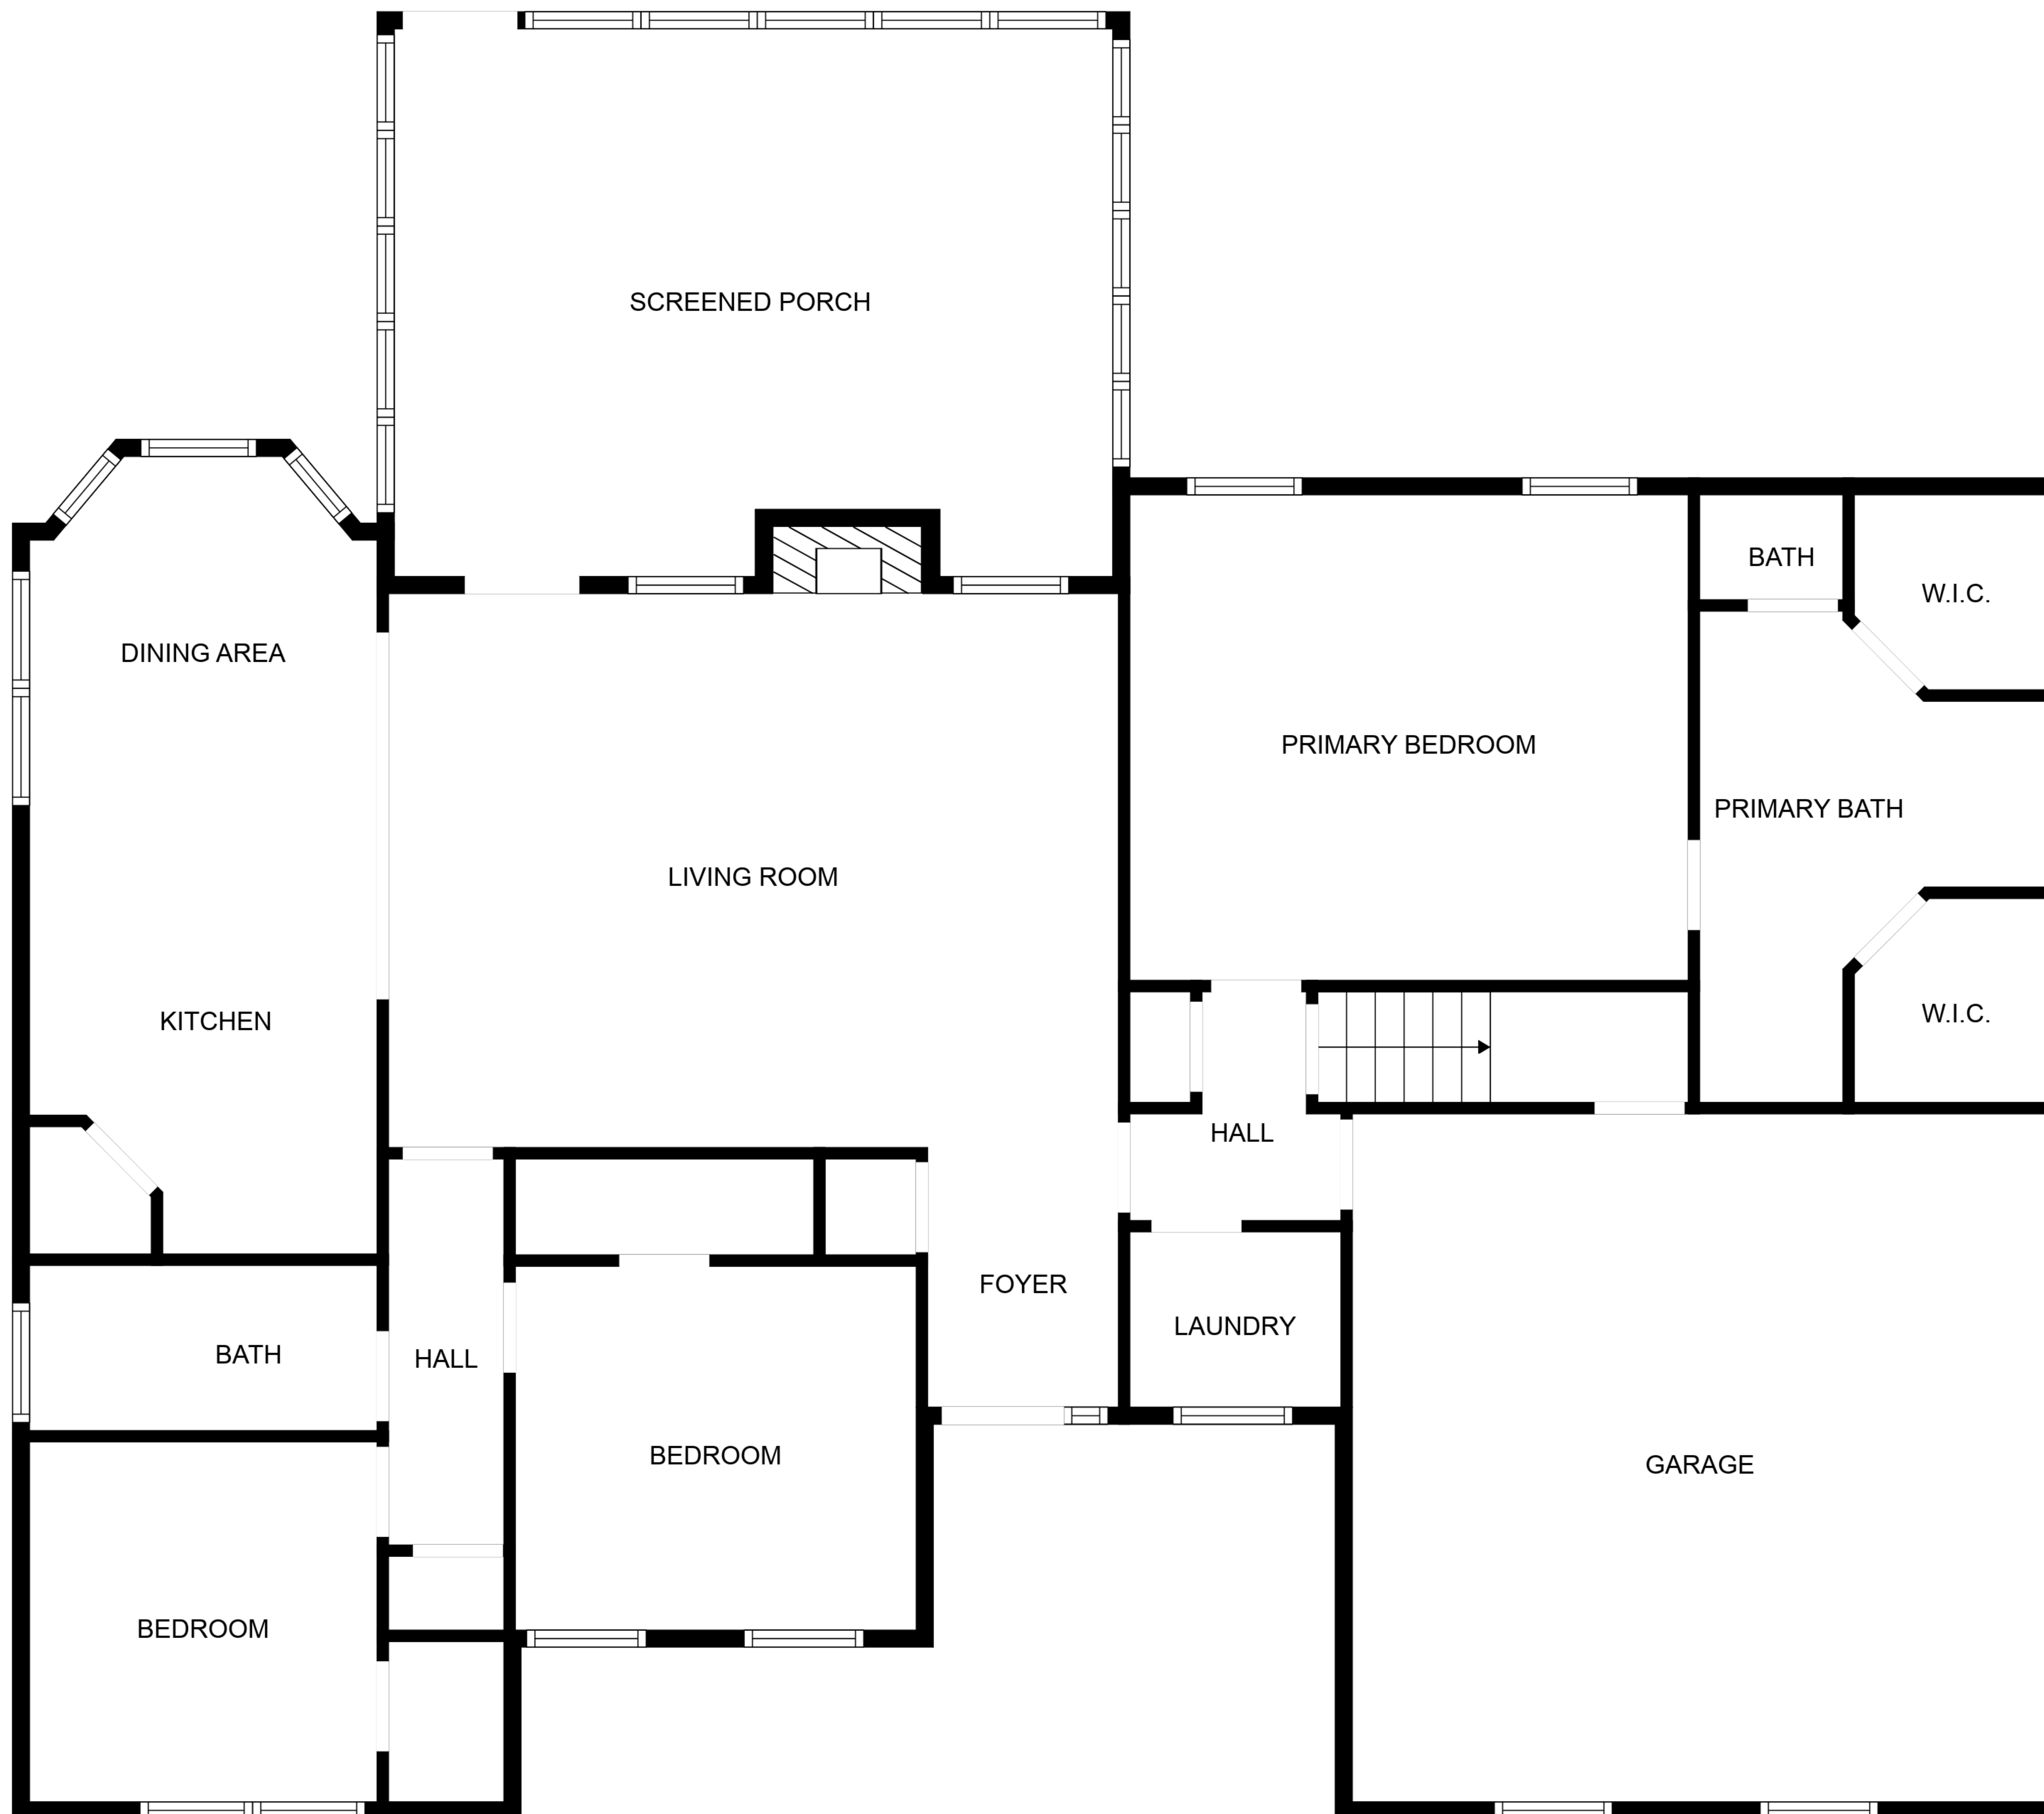 SCREENED PORCH
BATH
W.I.C.
DINING AREA
PRIMARY BEDROOM
PRIMARY BATH
LIVING ROOM
W.I.C.
KITCHEN
HALL
FOYER
LAUNDRY
BATH
HALL
BEDROOM
GARAGE
BEDROOM